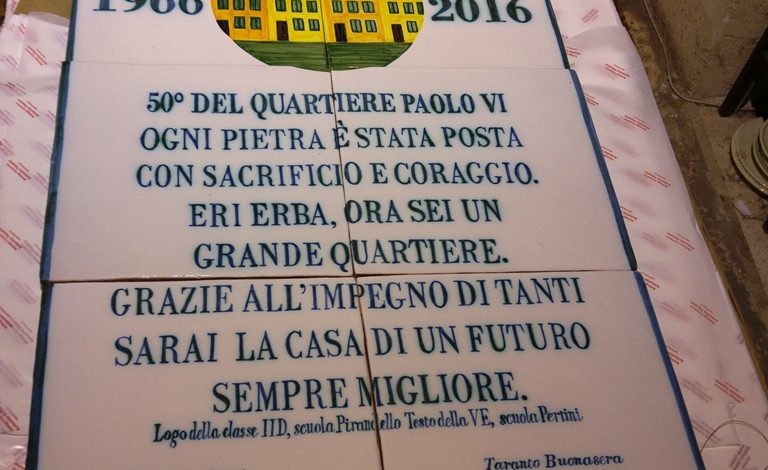 1966 2016
50° DEL QUARTIERE PAOLO VI
OGNI PIETRA È STATA POSTA
CON SACRIFICIO E CORAGGIO.
ERI ERBA, ORA SEI UN
GRANDE QUARTIERE.
GRAZIE ALL'IMPEGNO DI TANTI
SARAI LA CASA DI UN FUTURO
SEMPRE MIGLIORE.
Logo della classe IID, scuola Pirandello Testo della VE, scuola Pertini
Taranto Buonasera